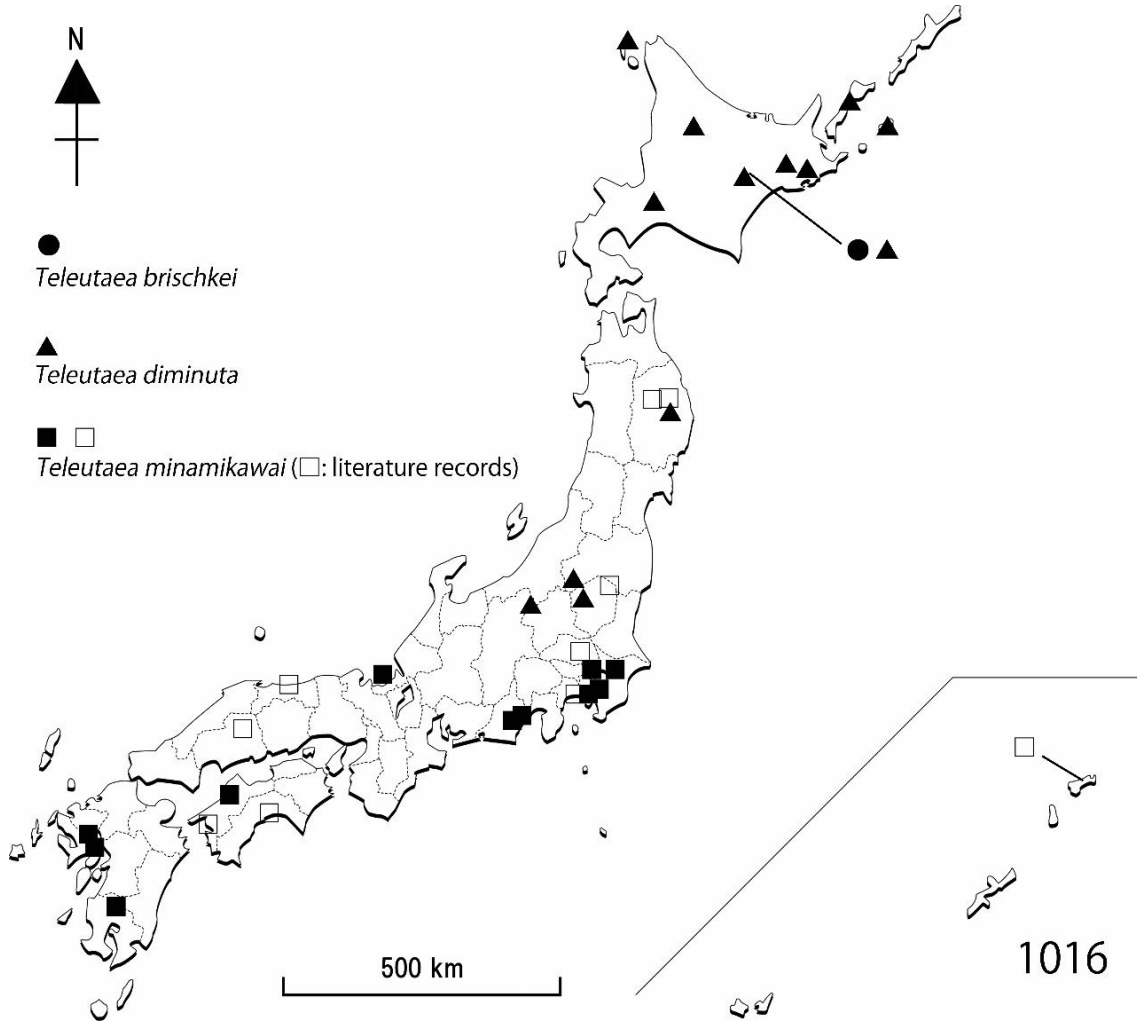 N
Teleutaea brischkei
Teleutaea diminuta
Teleutaea minamikawai (□: literature records)
500 km
1016